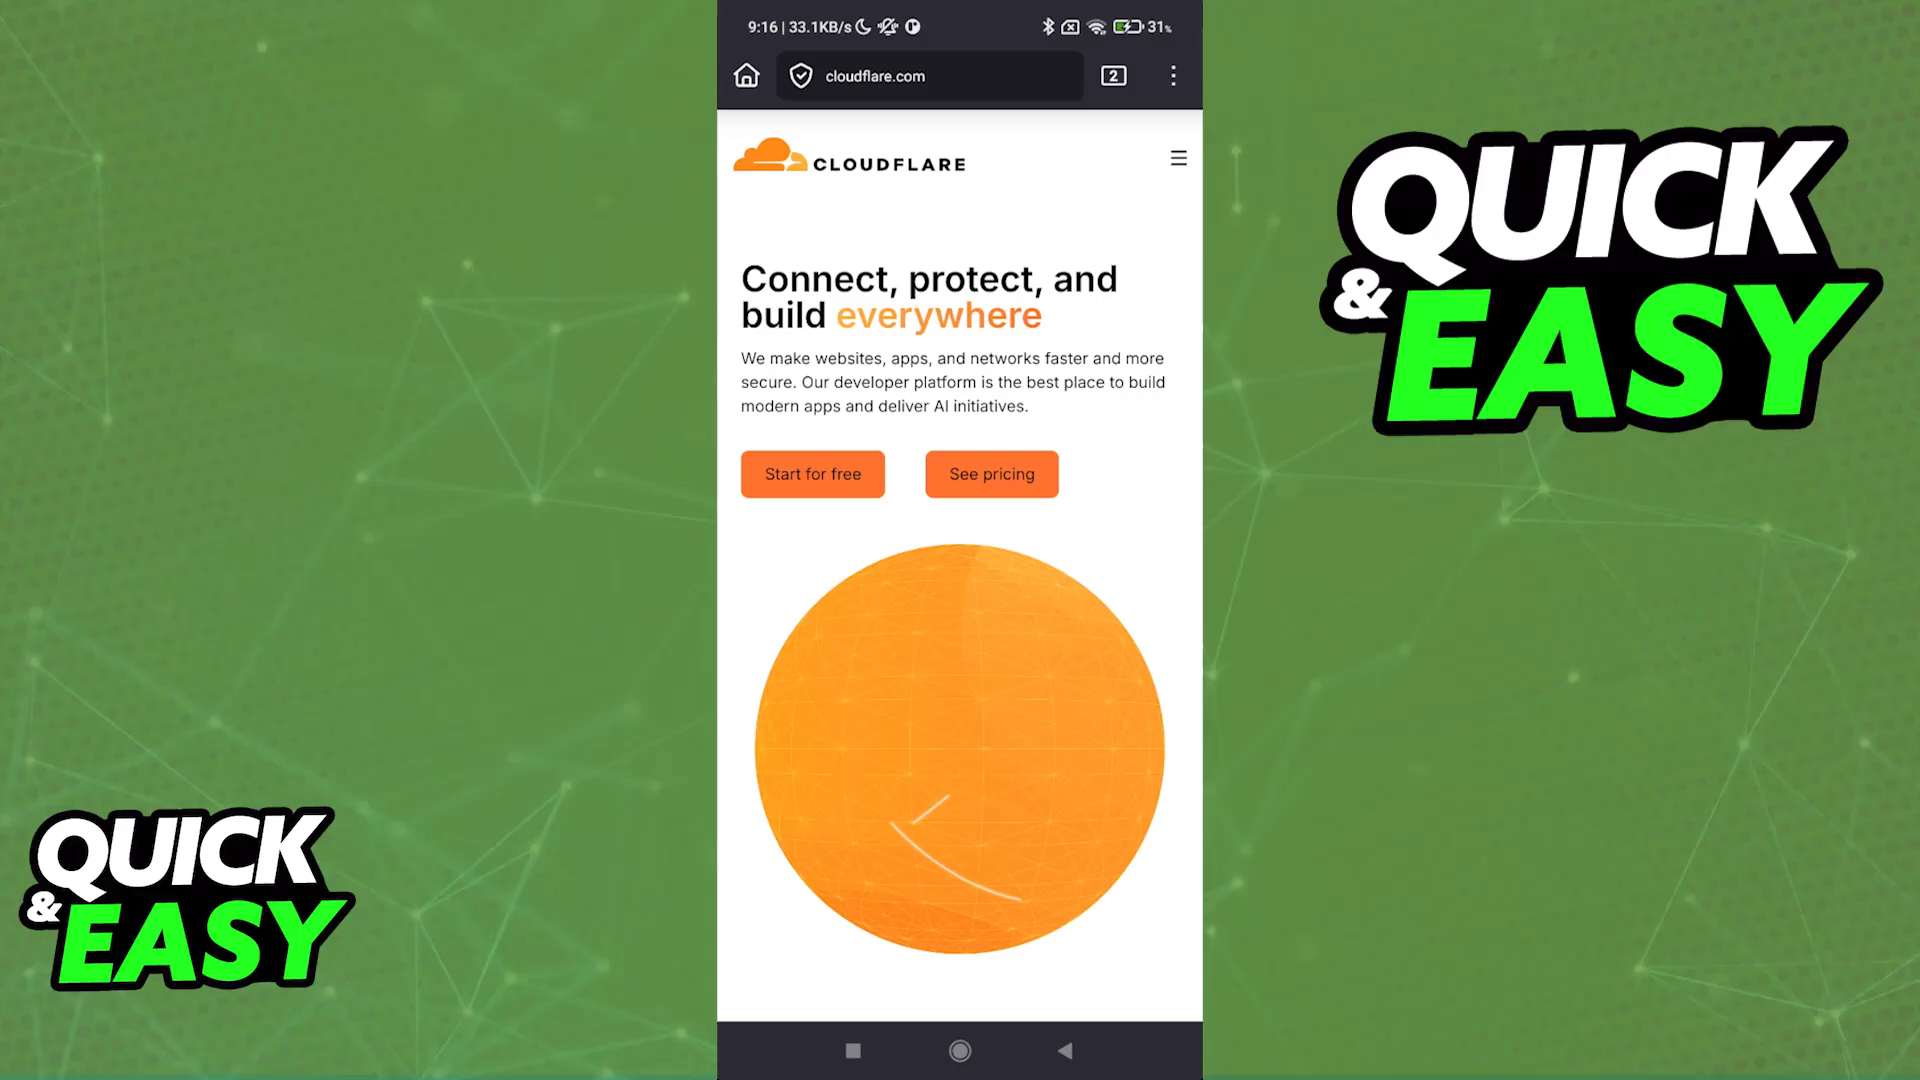 9:16 | 33.1KB/s
31%
cloudflare.com
2
CLOUDFLARE
Connect, protect, and
build everywhere
We make websites, apps, and networks faster and more
secure. Our developer platform is the best place to build
modern apps and deliver AI initiatives.
Start for free
See pricing
QUICK
& EASY
QUICK
& EASY